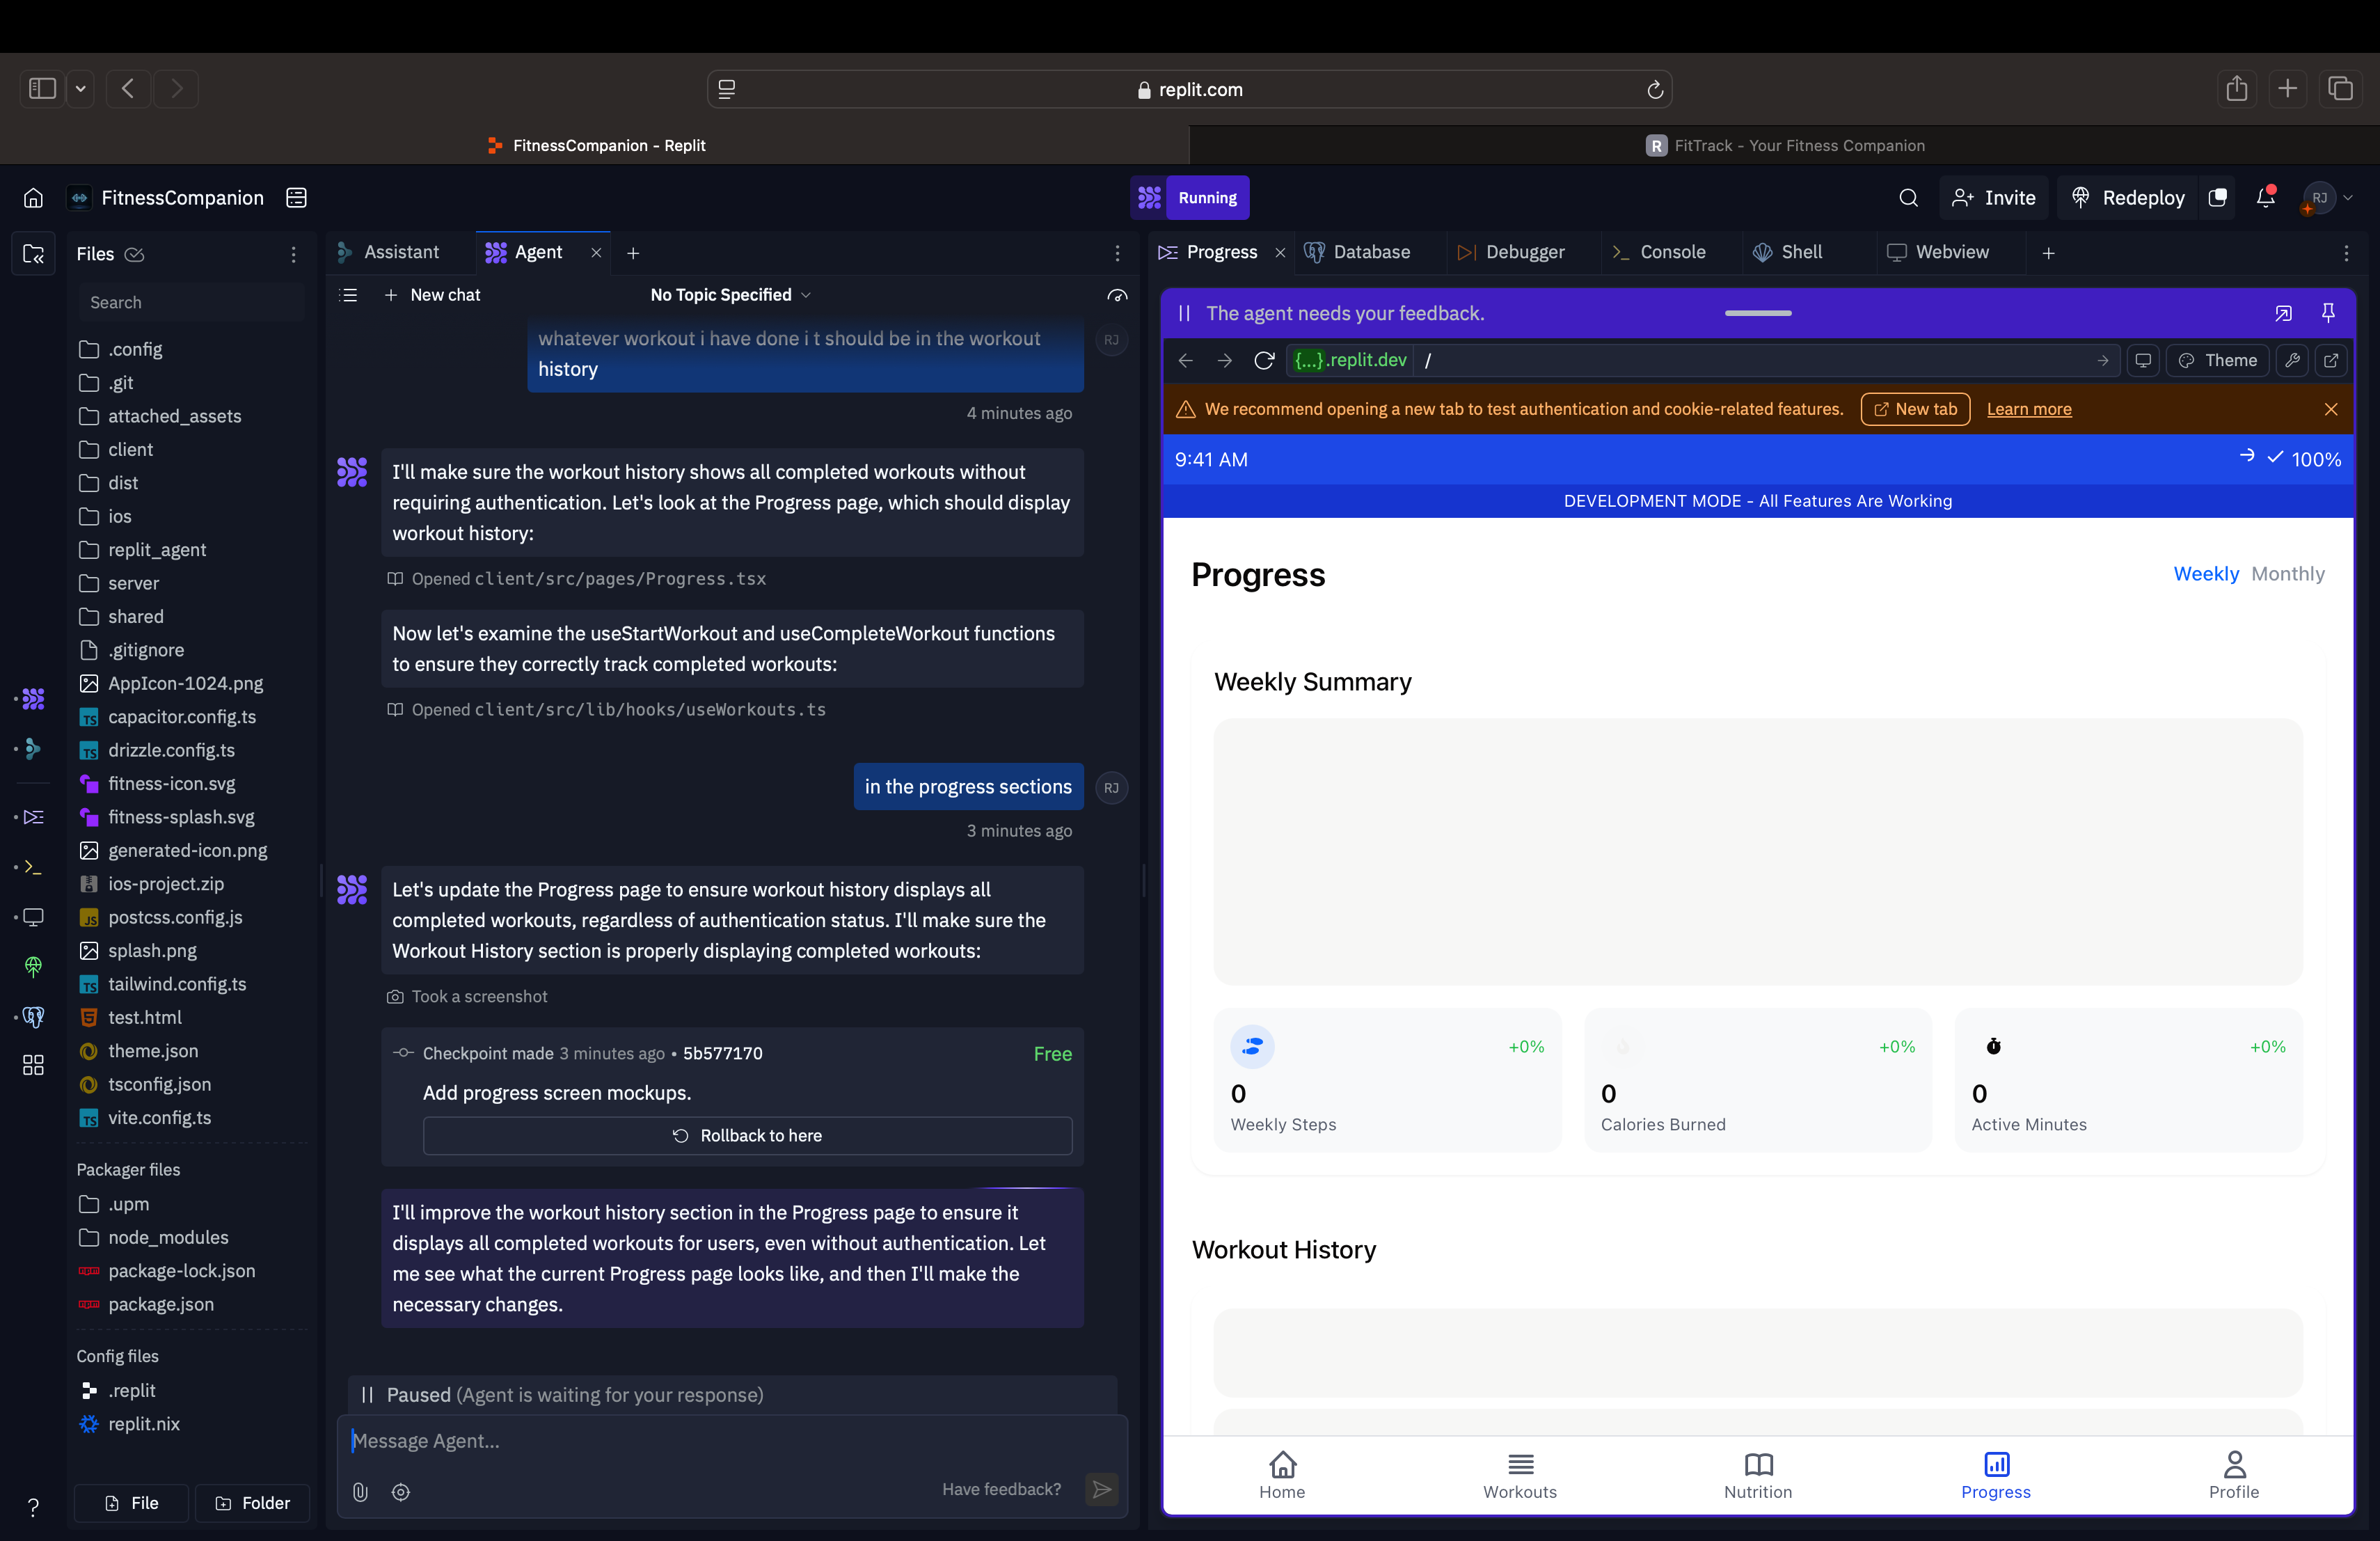 replit.com
FitnessCompanion - Replit
R FitTrack - Your Fitness Companion
FitnessCompanion
Running
Invite
Redeploy
RJ
Files
Search
.config
.git
attached_assets
client
dist
ios
replit_agent
server
shared
.gitignore
AppIcon-1024.png
TS capacitor.config.ts
TS drizzle.config.ts
fitness-icon.svg
fitness-splash.svg
generated-icon.png
ios-project.zip
JS postcss.config.js
splash.png
TS tailwind.config.ts
test.html
theme.json
tsconfig.json
TS vite.config.ts
Packager files
.upm
node_modules
package-lock.json
package.json
Config files
.replit
replit.nix
File
Folder
Assistant
Agent
New chat
No Topic Specified
whatever workout i have done i t should be in the workout
history
RJ
4 minutes ago
I'll make sure the workout history shows all completed workouts without
requiring authentication. Let's look at the Progress page, which should display
workout history:
Opened client/src/pages/Progress.tsx
Now let's examine the useStartWorkout and useCompleteWorkout functions
to ensure they correctly track completed workouts:
Opened client/src/lib/hooks/useWorkouts.ts
in the progress sections
RJ
3 minutes ago
Let's update the Progress page to ensure workout history displays all
completed workouts, regardless of authentication status. I'll make sure the
Workout History section is properly displaying completed workouts:
Took a screenshot
Checkpoint made 3 minutes ago • 5b577170
Free
Add progress screen mockups.
Rollback to here
I'll improve the workout history section in the Progress page to ensure it
displays all completed workouts for users, even without authentication. Let
me see what the current Progress page looks like, and then I'll make the
necessary changes.
Paused (Agent is waiting for your response)
Message Agent...
Have feedback?
Progress
Database
Debugger
Console
Shell
Webview
The agent needs your feedback.
{...}.replit.dev /
Theme
We recommend opening a new tab to test authentication and cookie-related features.
New tab
Learn more
9:41 AM
100%
DEVELOPMENT MODE - All Features Are Working
Progress
Weekly Monthly
Weekly Summary
+0%
0
Weekly Steps
+0%
0
Calories Burned
+0%
0
Active Minutes
Workout History
Home
Workouts
Nutrition
Progress
Profile